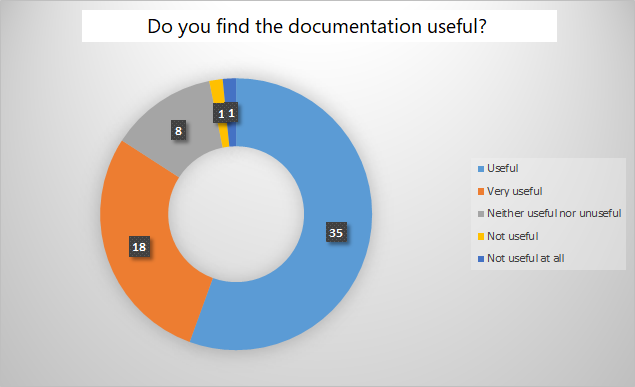 Do you find the documentation useful?
1 1
8
Useful
Very useful
Neither useful nor unuseful
35
Not useful
18
Not useful at all